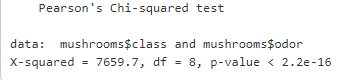 Pearson's Chi-squared test
data:  mushrooms$class and mushrooms$odor
X-squared = 7659.7, df = 8, p-value < 2.2e-16